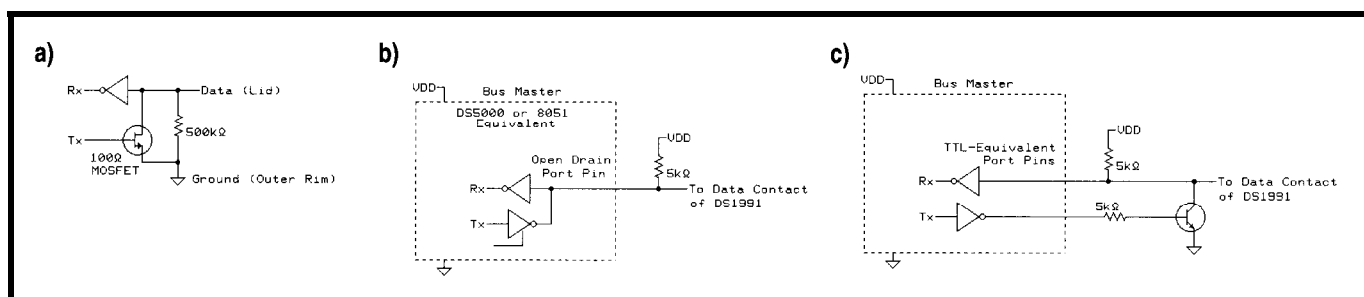 a)
Rx
Data (Lid)
500kΩ
Tx
100Ω
MOSFET
Ground (Outer Rim)
b)
VDD
Bus Master
DS5000 or 8051
Equivalent
VDD
Open Drain
Port Pin
5kΩ
Rx
To Data Contact
of DS1991
Tx
c)
VDD
Bus Master
VDD
TTL-Equivalent
Port Pins
5kΩ
Rx
To Data Contact
of DS1991
Tx
5kΩ